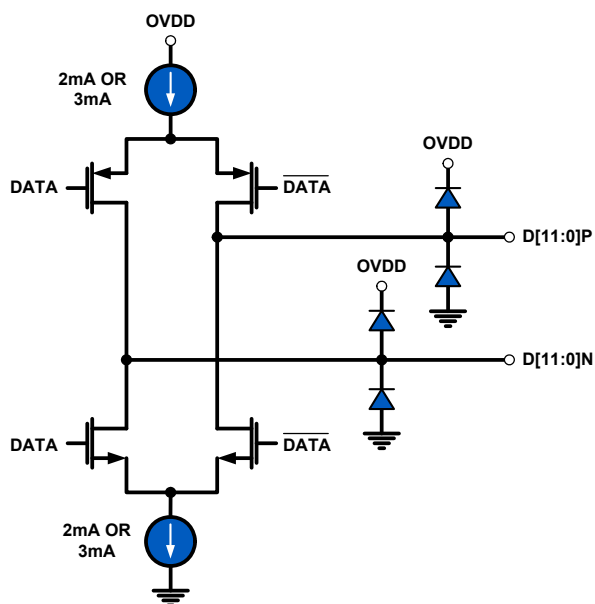 OVDD
2mA OR
3mA
DATA
DATA
OVDD
D[11:0]P
OVDD
D[11:0]N
DATA
DATA
2mA OR
3mA